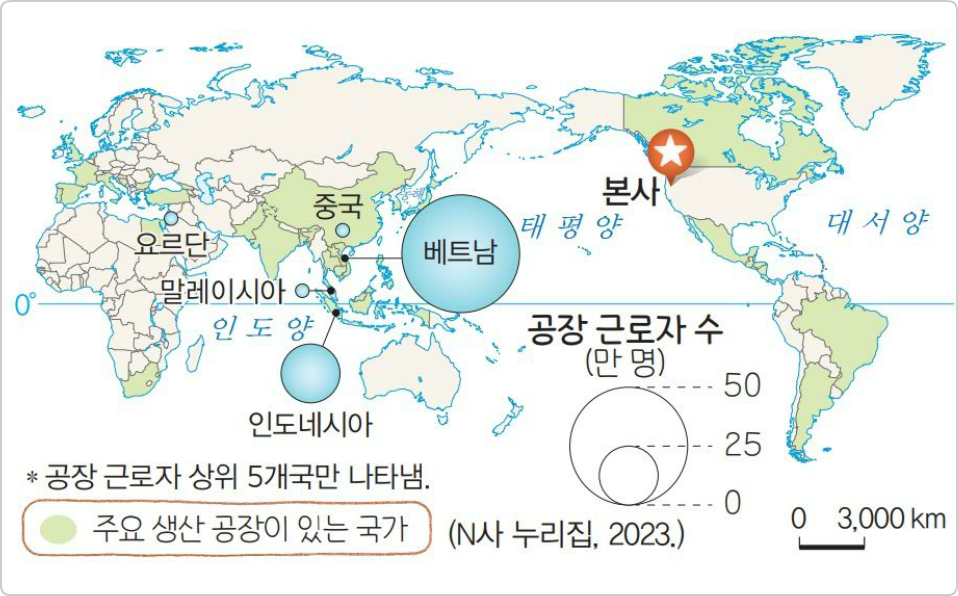 중국
본사
태평양
대서양
베트남
요르단
말레이시아
0°
인도양
공장 근로자 수
(만 명)
50
25
0
인도네시아
* 공장 근로자 상위 5개국만 나타냄.
주요 생산 공장이 있는 국가
(N사 누리집, 2023.)
0 3,000 km